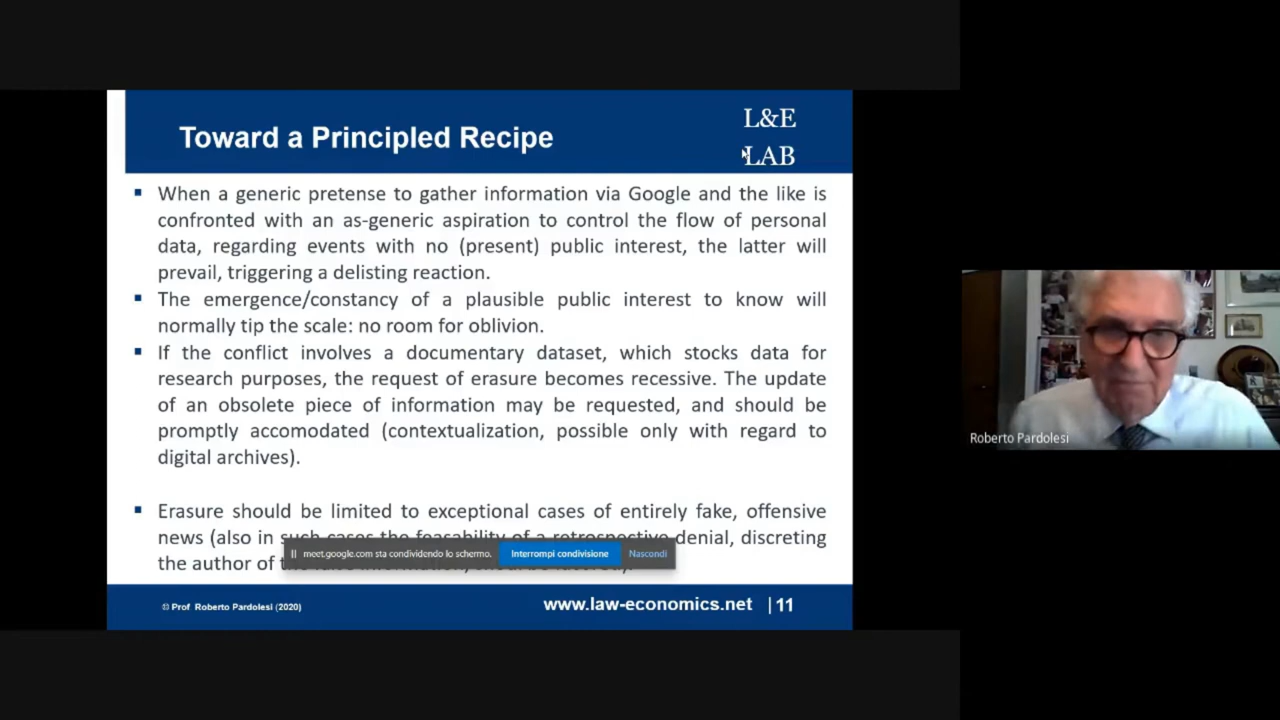 Toward a Principled Recipe
L&E
LAB
▪ When a generic pretense to gather information via Google and the like is
confronted with an as-generic aspiration to control the flow of personal
data, regarding events with no (present) public interest, the latter will
prevail, triggering a delisting reaction.
▪ The emergence/constancy of a plausible public interest to know will
normally tip the scale: no room for oblivion.
▪ If the conflict involves a documentary dataset, which stocks data for
research purposes, the request of erasure becomes recessive. The update
of an obsolete piece of information may be requested, and should be
promptly accomodated (contextualization, possible only with regard to
digital archives).
▪ Erasure should be limited to exceptional cases of entirely fake, offensive
news (also in such cases the feasability of a retrospective denial, discreting
the author of
meet.google.com sta condividendo lo schermo. Interrompi condivisione Nascondi
© Prof Roberto Pardolesi (2020)
www.law-economics.net | 11
Roberto Pardolesi